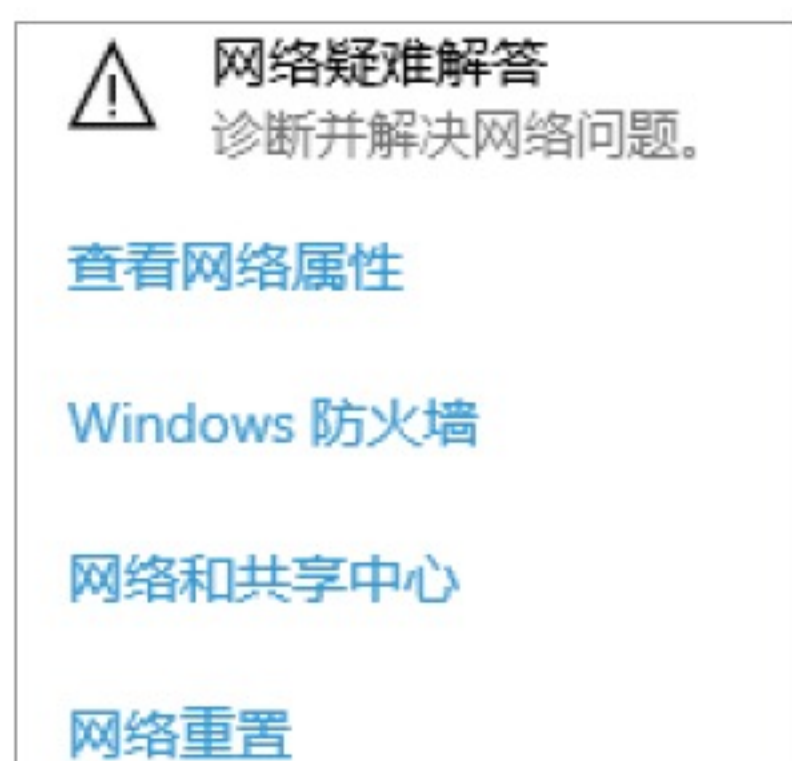 网络疑难解答
诊断并解决网络问题。
查看网络属性
Windows 防火墙
网络和共享中心
网络重置